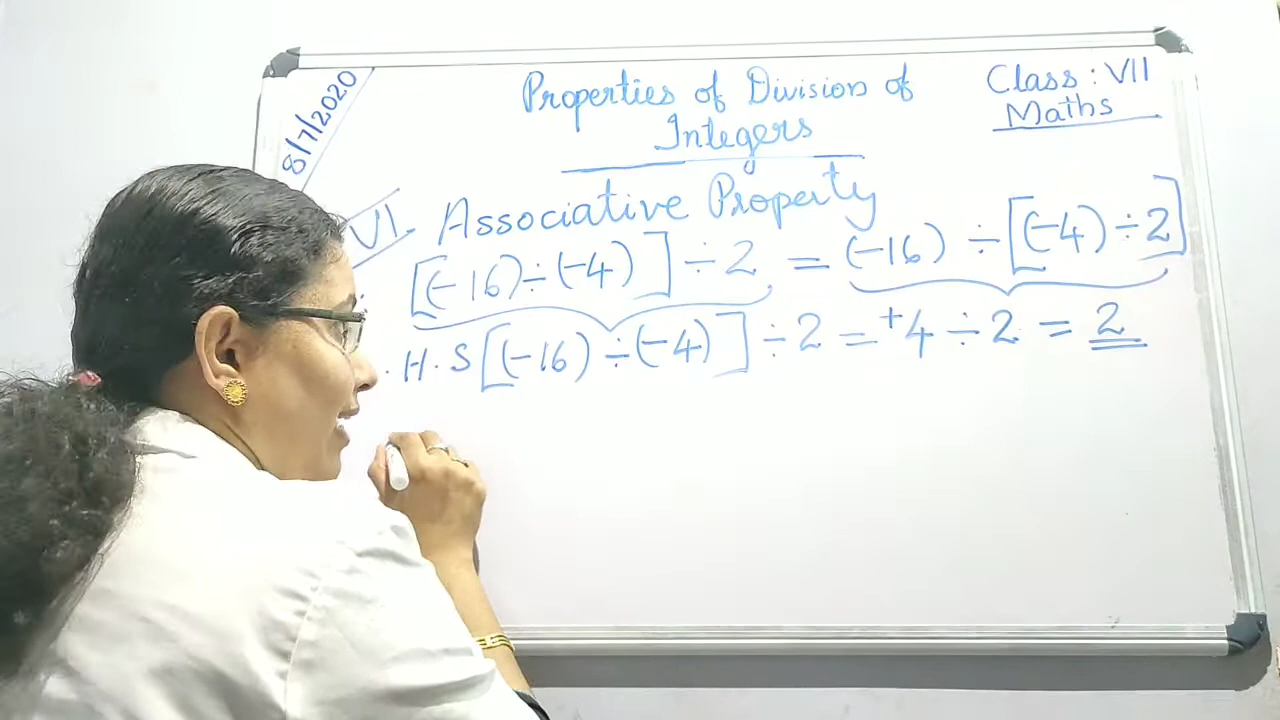 8/7/2020
Properties of Division of
Integers
Class : VII
Maths
VI. Associative Property
[(-16)÷(-4)]÷2 = (-16) ÷[(-4)÷2]
.H.S[(-16)÷(-4)]÷2 = +4÷2 = 2